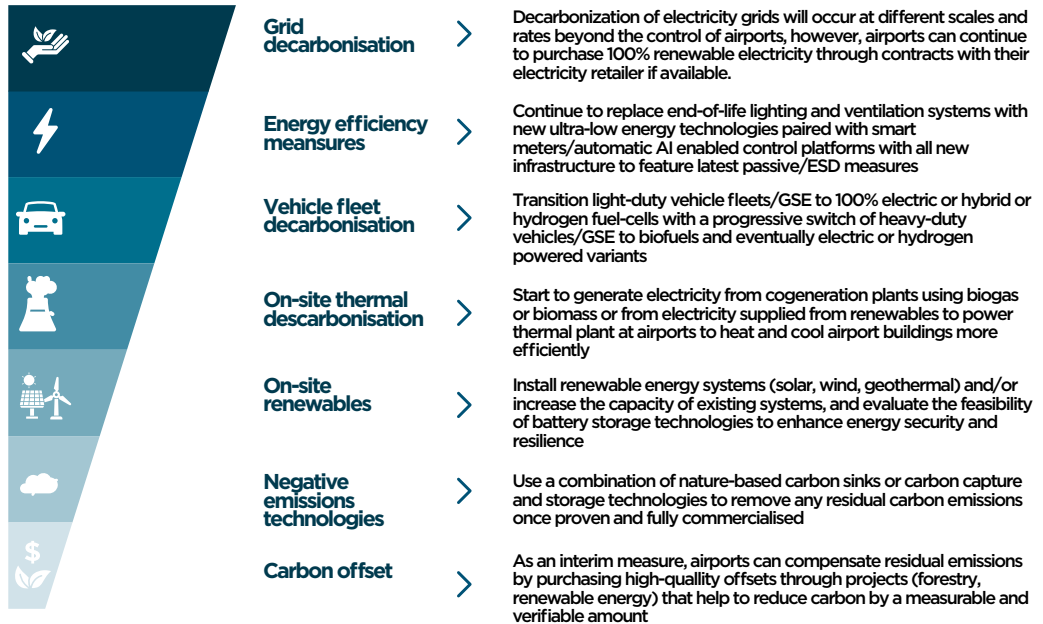 Grid
decarbonisation
Decarbonization of electricity grids will occur at different scales and
rates beyond the control of airports, however, airports can continue
to purchase 100% renewable electricity through contracts with their
electricity retailer if available.
Energy efficiency
meansures
Continue to replace end-of-life lighting and ventilation systems with
new ultra-low energy technologies paired with smart
meters/automatic AI enabled control platforms with all new
infrastructure to feature latest passive/ESD measures
Vehicle fleet
decarbonisation
Transition light-duty vehicle fleets/GSE to 100% electric or hybrid or
hydrogen fuel-cells with a progressive switch of heavy-duty
vehicles/GSE to biofuels and eventually electric or hydrogen
powered variants
On-site thermal
descarbonisation
Start to generate electricity from cogeneration plants using biogas
or biomass or from electricity supplied from renewables to power
thermal plant at airports to heat and cool airport buildings more
efficiently
On-site
renewables
Install renewable energy systems (solar, wind, geothermal) and/or
increase the capacity of existing systems, and evaluate the feasibility
of battery storage technologies to enhance energy security and
resilience
Negative
emissions
technologies
Use a combination of nature-based carbon sinks or carbon capture
and storage technologies to remove any residual carbon emissions
once proven and fully commercialised
$
Carbon offset
As an interim measure, airports can compensate residual emissions
by purchasing high-quallity offsets through projects (forestry,
renewable energy) that help to reduce carbon by a measurable and
verifiable amount